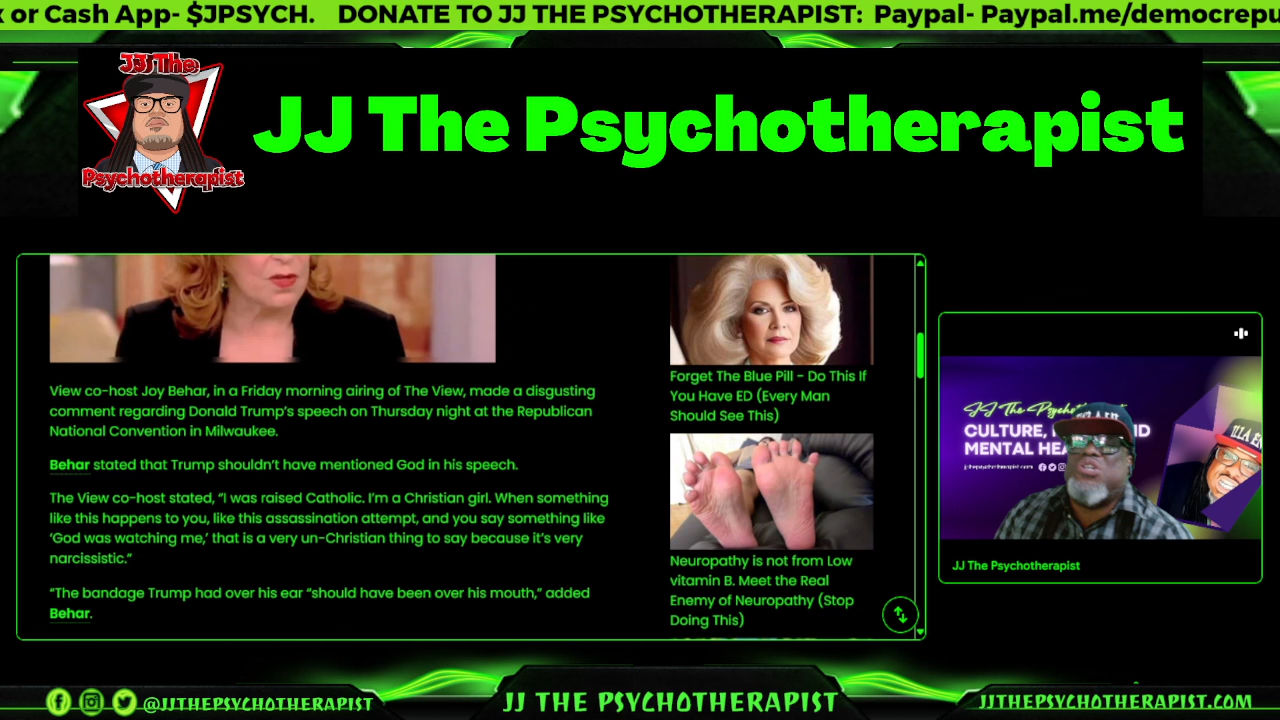 x or Cash App- $JPSYCH. DONATE TO JJ THE PSYCHOTHERAPIST: Paypal- Paypal.me/democrepu
JJ The
Psychotherapist
JJ The Psychotherapist
View co-host Joy Behar, in a Friday morning airing of The View, made a disgusting
comment regarding Donald Trump's speech on Thursday night at the Republican
National Convention in Milwaukee.
Behar stated that Trump shouldn't have mentioned God in his speech.
The View co-host stated, “I was raised Catholic. I'm a Christian girl. When something
like this happens to you, like this assassination attempt, and you say something like
‘God was watching me,’ that is a very un-Christian thing to say because it's very
narcissistic.”
“The bandage Trump had over his ear “should have been over his mouth,” added
Behar.
Forget The Blue Pill - Do This If
You Have ED (Every Man
Should See This)
Neuropathy is not from Low
vitamin B. Meet the Real
Enemy of Neuropathy (Stop
Doing This)
JJ The Psychot
CULTURE,
MENTAL HEA
JJ The Psychotherapist
@JJTHEPSYCHOTHERAPIST
JJ THE PSYCHOTHERAPIST
JJTHEPSYCHOTHERAPIST.COM